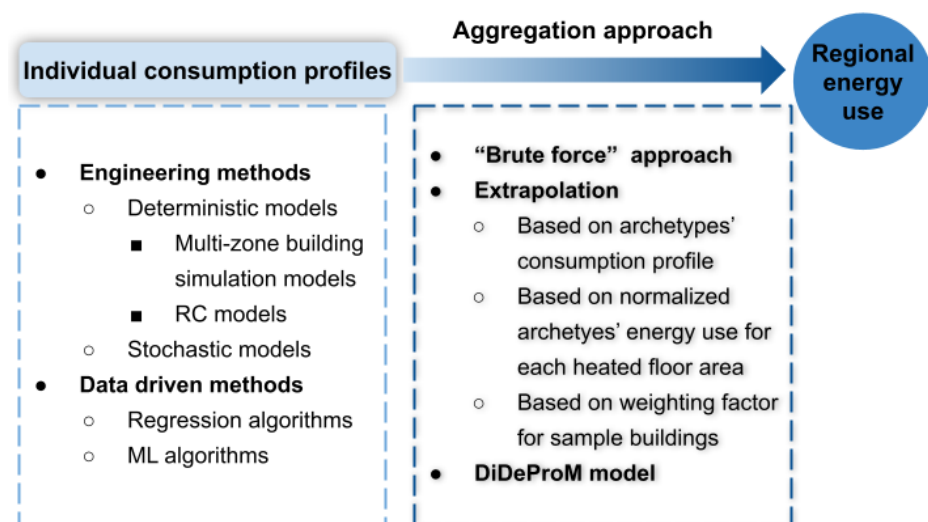 Aggregation approach
Individual consumption profiles
Regional
energy
use
● Engineering methods
○ Deterministic models
■ Multi-zone building
simulation models
■ RC models
○ Stochastic models
● Data driven methods
○ Regression algorithms
○ ML algorithms
● “Brute force” approach
● Extrapolation
○ Based on archetypes’
consumption profile
○ Based on normalized
archetyes’ energy use for
each heated floor area
○ Based on weighting factor
for sample buildings
● DiDeProM model